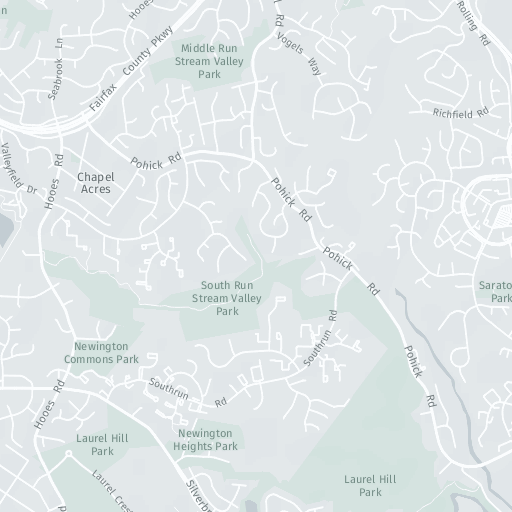 Hooes
Rd
Rolling Rd
Middle Run
Stream Valley
Park
Vogels Way
Seabrook Ln
Fairfax County Pkwy
Richfield Rd
Valleyfield Dr
Hooes Rd
Pohick Rd
Chapel
Acres
Pohick Rd
Pohick Rd
South Run
Stream Valley
Park
Park
Newington
Commons Park
Southrun Rd
Pohick Rd
Southrun Rd
Hooes Rd
Laurel Hill
Park
Newington
Heights Park
Laurel Hill
Park